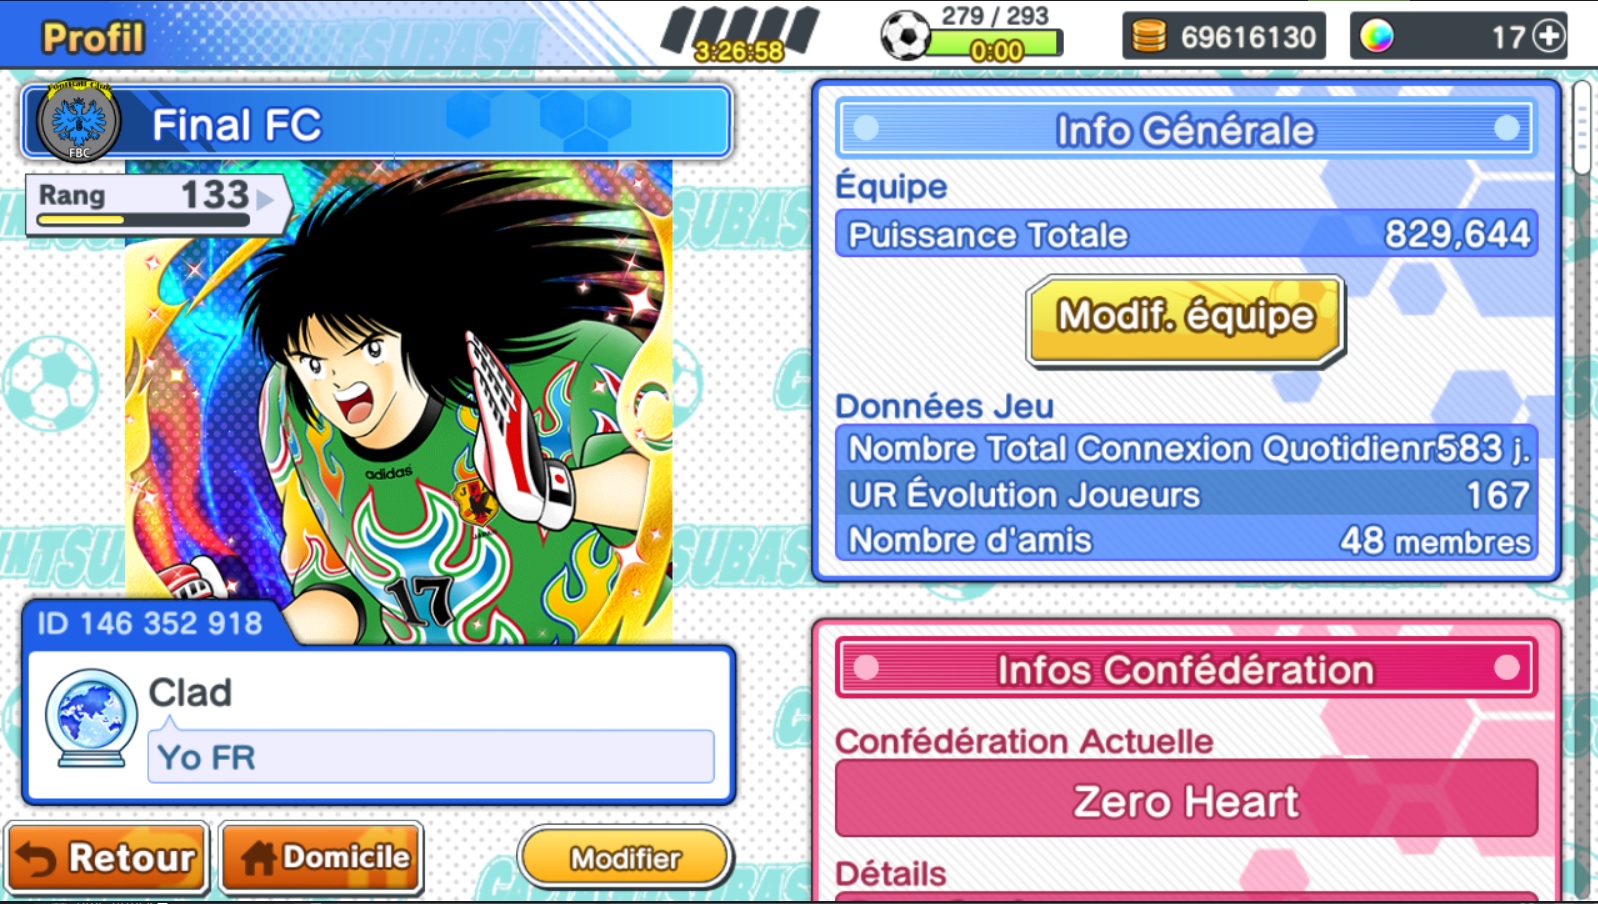 Profil
3:26:58
279 / 293
0:00
69616130
17
Football Club
FBC
Final FC
Rang 133
adidas
JAPAN
17
ID 146 352 918
Clad
Yo FR
Retour
Domicile
Modifier
Info Générale
Équipe
Puissance Totale 829,644
Modif. équipe
Données Jeu
Nombre Total Connexion Quotidienr583 j.
UR Évolution Joueurs 167
Nombre d'amis 48 membres
Infos Confédération
Confédération Actuelle
Zero Heart
Détails